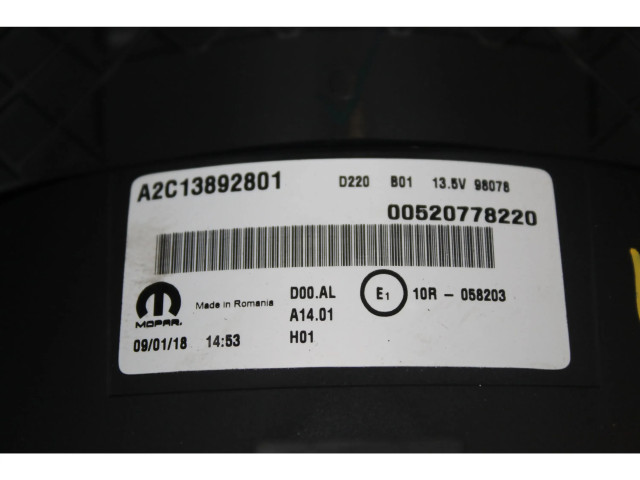 A2C13892801 D220 B01 13.5V 98078
00520778220
MOPAR. Made in Romania D00.AL E1 10R - 058203
A14.01
09/01/18 14:53 H01